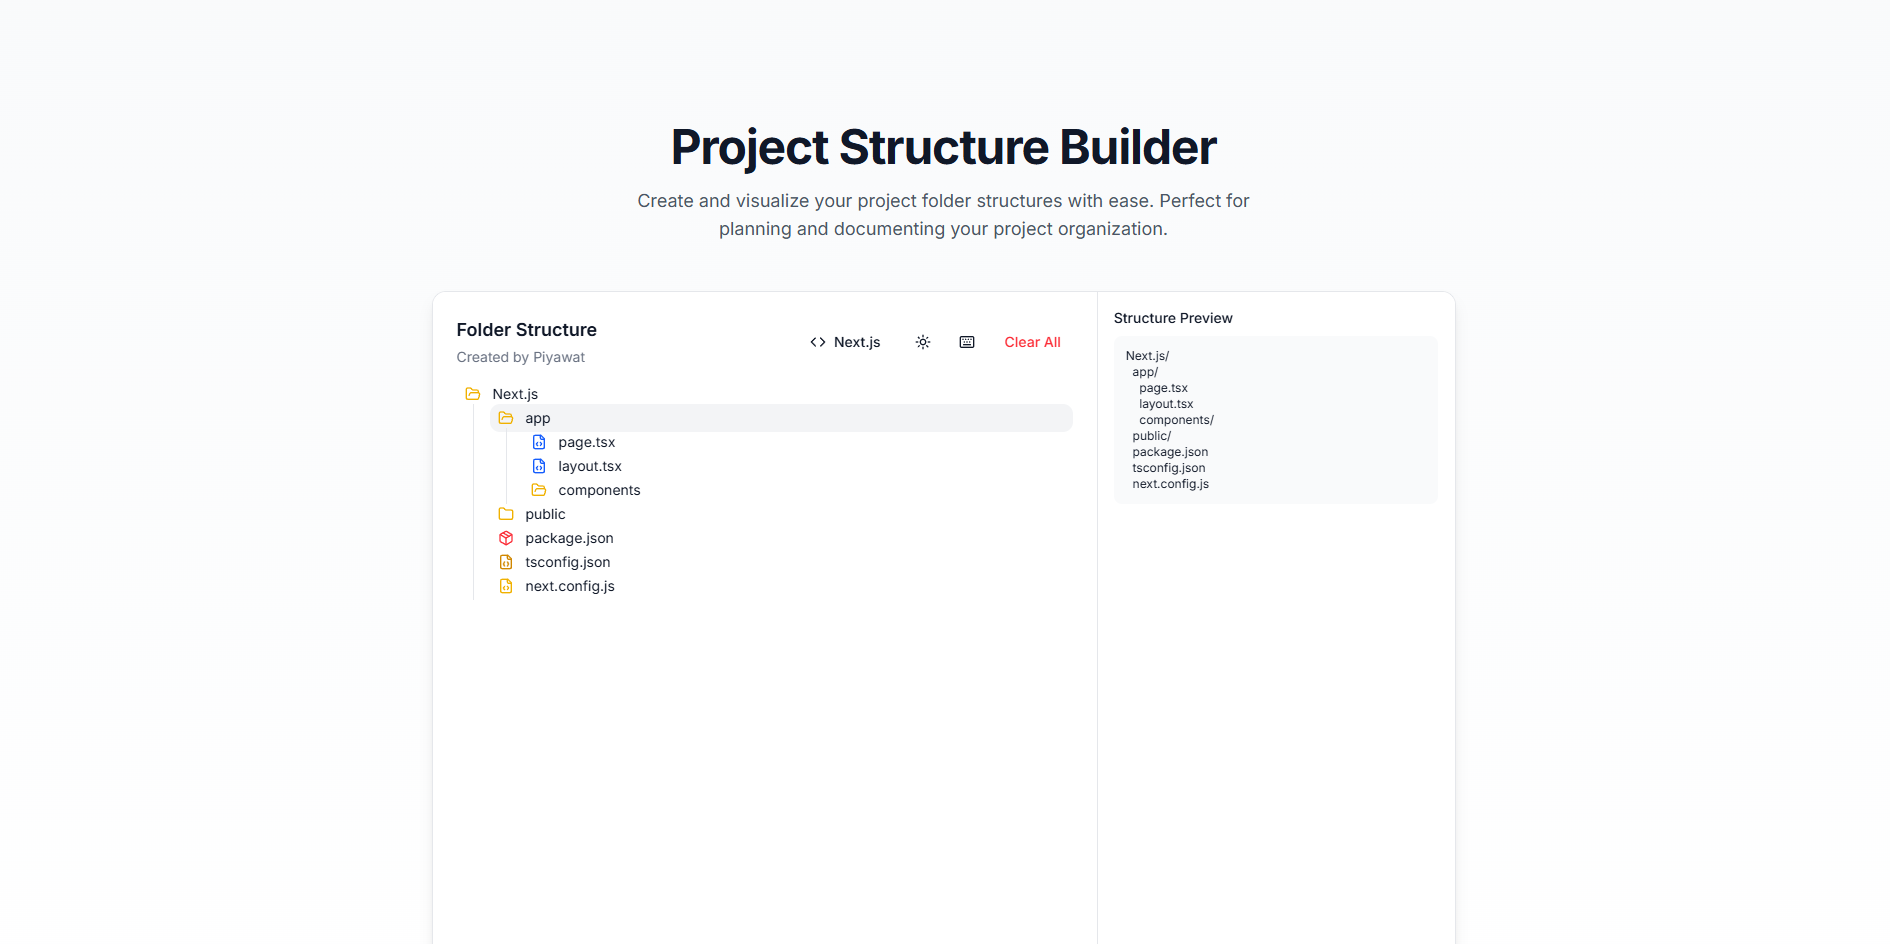 Project Structure Builder
Create and visualize your project folder structures with ease. Perfect for
planning and documenting your project organization.
Folder Structure
Created by Piyawat
Next.js
Clear All
Next.js
app
page.tsx
layout.tsx
components
public
package.json
tsconfig.json
next.config.js
Structure Preview
Next.js/
app/
page.tsx
layout.tsx
components/
public/
package.json
tsconfig.json
next.config.js